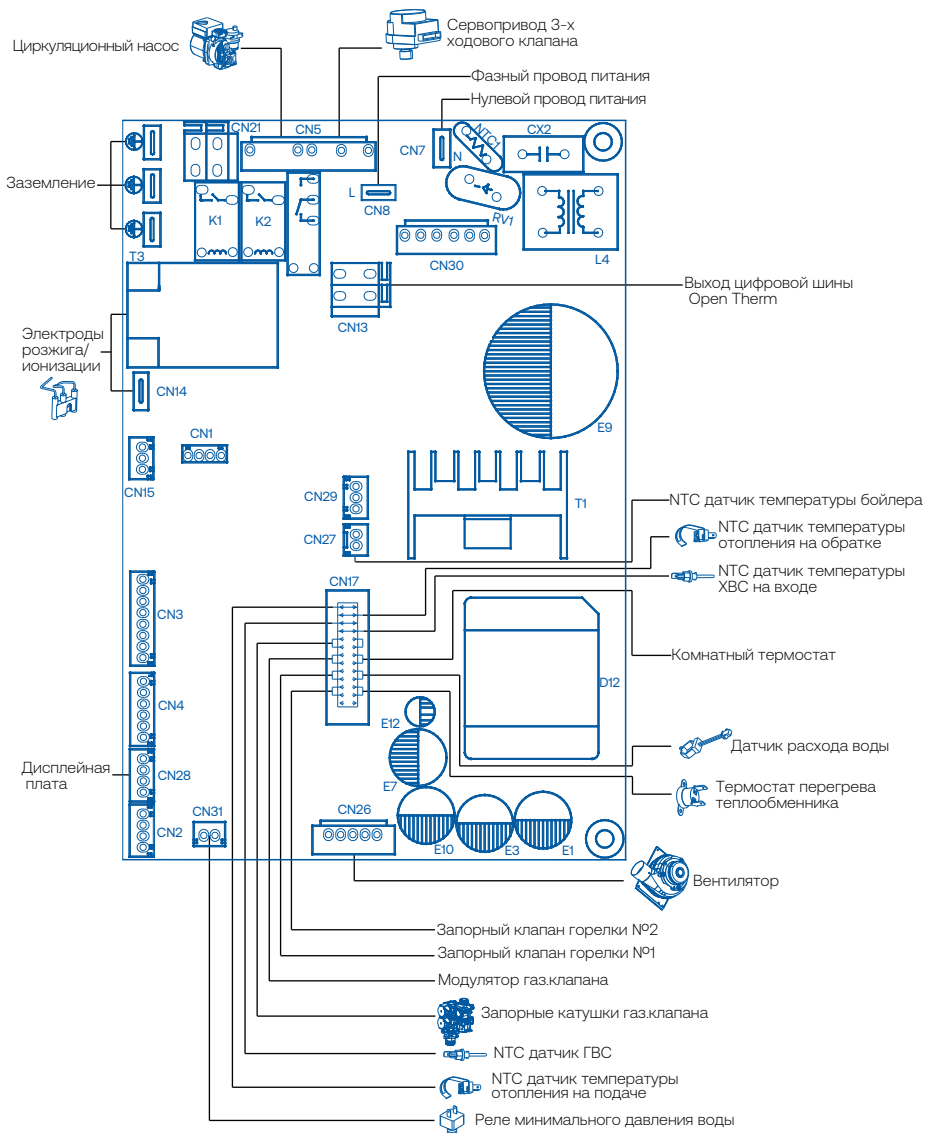 Циркуляционный насос
Сервопривод 3-х
ходового клапана
Фазный провод питания
Нулевой провод питания
CN21
CN5
CN7
N
NTC1
CX2
Заземление
K1
K2
L
CN8
RV1
L4
CN30
T3
Выход цифровой шины
Open Therm
CN13
Электроды
розжига/
ионизации
CN14
E9
CN1
CN15
CN29
T1
NTC датчик температуры бойлера
CN27
NTC датчик температуры
отопления на обратке
CN17
NTC датчик температуры
ХВС на входе
CN3
Комнатный термостат
D12
CN4
E12
Датчик расхода воды
Дисплейная
плата
CN28
E7
Термостат перегрева
теплообменника
CN31
CN26
CN2
E10
E3
E1
Вентилятор
Запорный клапан горелки №2
Запорный клапан горелки №1
Модулятор газ.клапана
Запорные катушки газ.клапана
NTC датчик ГВС
NTC датчик температуры
отопления на подаче
Реле минимального давления воды